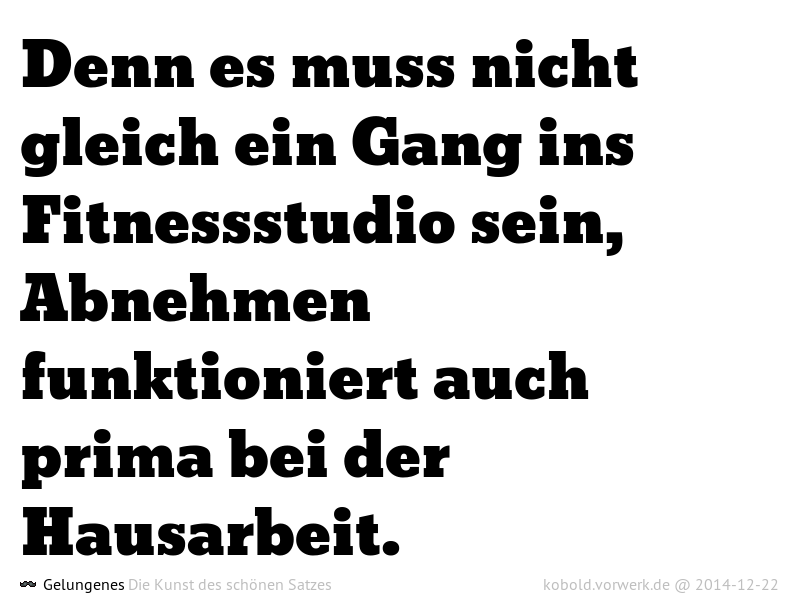 Denn es muss nicht
gleich ein Gang ins
Fitnessstudio sein,
Abnehmen
funktioniert auch
prima bei der
Hausarbeit.
Gelungenes Die Kunst des schönen Satzes kobold.vorwerk.de @ 2014-12-22